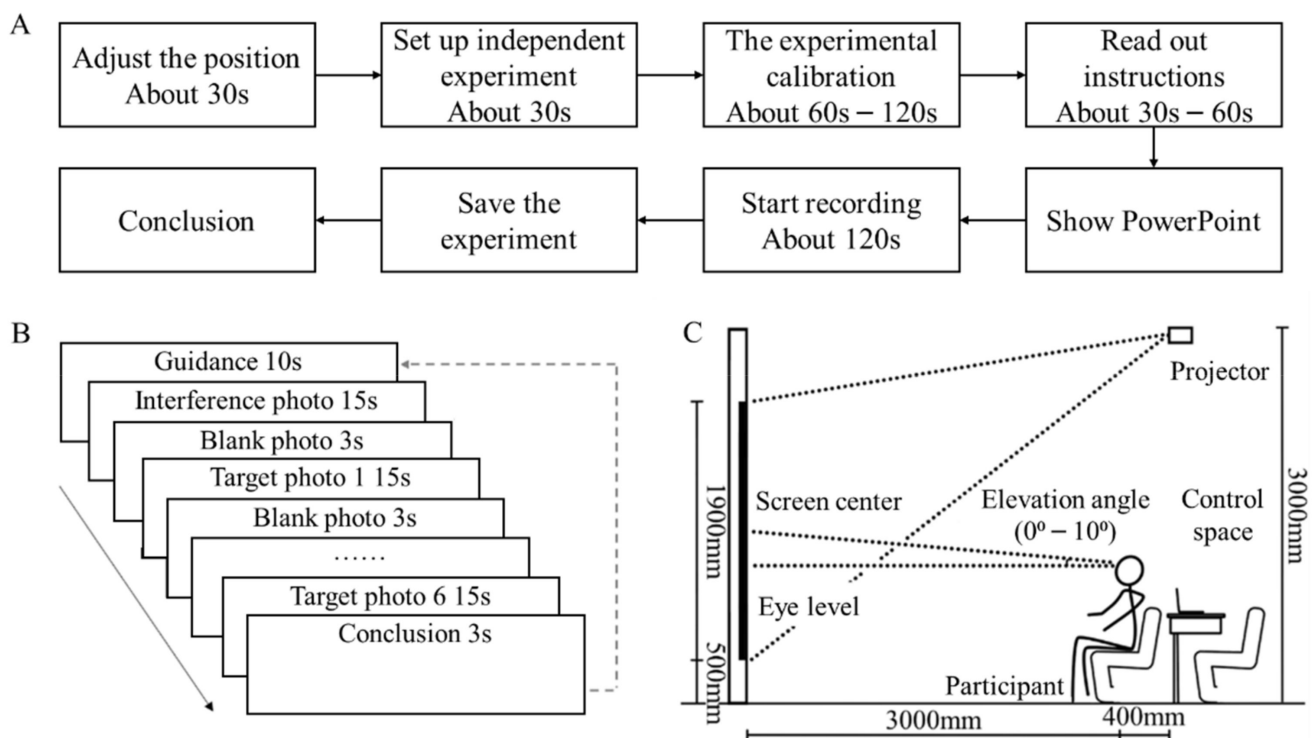 A
Adjust the position
About 30s
Set up independent
experiment
About 30s
The experimental
calibration
About 60s – 120s
Read out
instructions
About 30s – 60s
Conclusion
Save the
experiment
Start recording
About 120s
Show PowerPoint
B
Guidance 10s
Interference photo 15s
Blank photo 3s
Target photo 1 15s
Blank photo 3s
......
Target photo 6 15s
Conclusion 3s
C
Projector
1900mm
Screen center
Elevation angle
(0° – 10°)
Control
space
3000mm
Eye level
500mm
Participant
3000mm
400mm